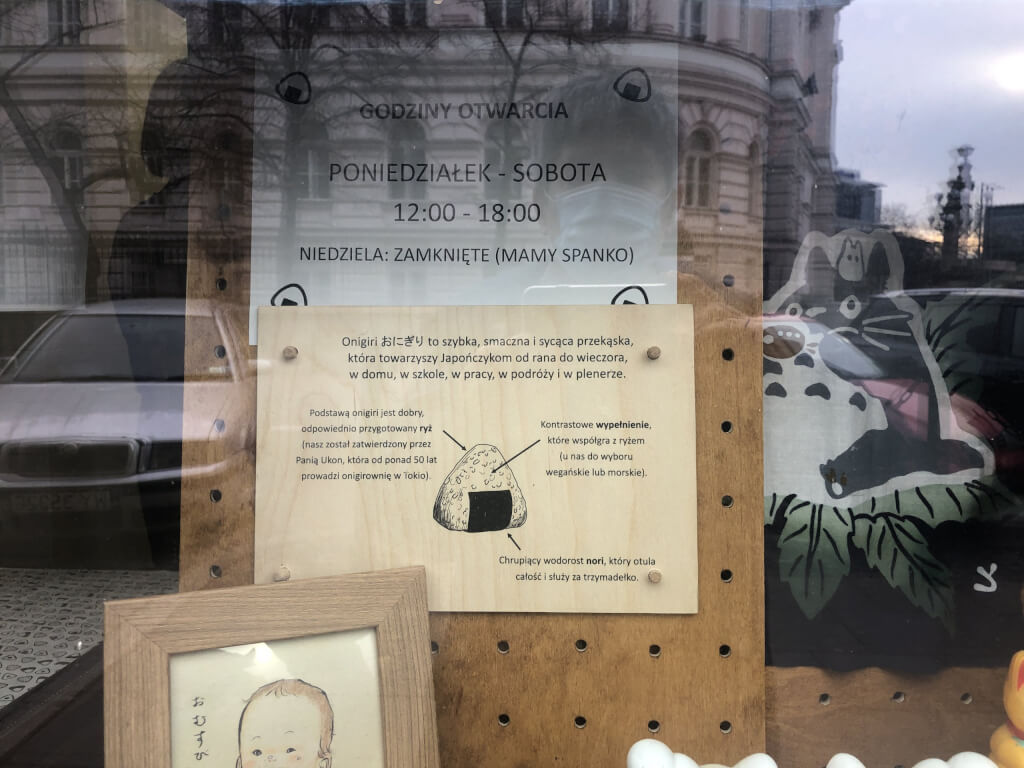 GODZINY OTWARCIA
PONIEDZIAŁEK - SOBOTA
12:00 - 18:00
NIEDZIELA: ZAMKNIĘTE (MAMY SPANKO)
Onigiri おにぎり to szybka, smaczna i sycąca przekąska,
która towarzyszy Japończykom od rana do wieczora,
w domu, w szkole, w pracy, w podróży i w plenerze.
Podstawą onigiri jest dobry,
odpowiednio przygotowany ryż
(nasz został zatwierdzony przez
Panią Ukon, która od ponad 50 lat
prowadzi onigirownię w Tokio).
Kontrastowe wypełnienie,
które współgra z ryżem
(u nas do wyboru
wegańskie lub morskie).
Chrupiący wodorost nori, który otula
całość i służy za trzymadełko.